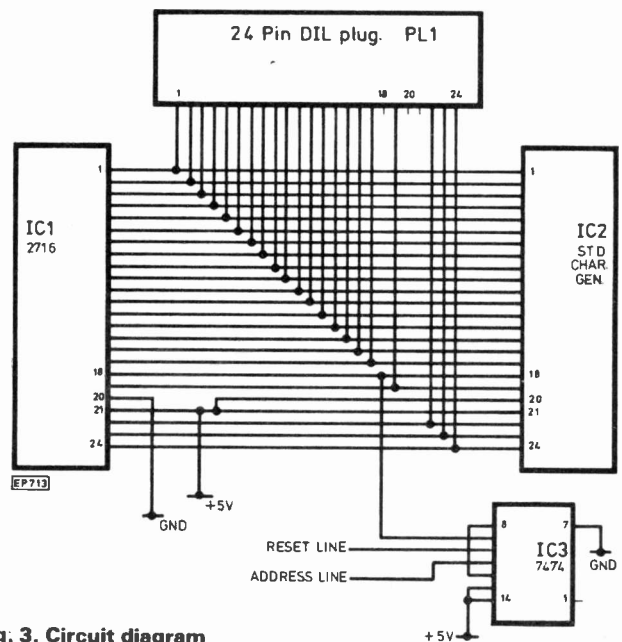 24 Pin DIL plug. PL1
1 18 20 24
IC1
2716
1
18
20
21
24
EP713
GND
+5V
1
IC2
STD
CHAR.
GEN.
18
20
21
24
RESET LINE
ADDRESS LINE
8 7
IC3
7474
14 1
GND
+5V
g. 3. Circuit diagram